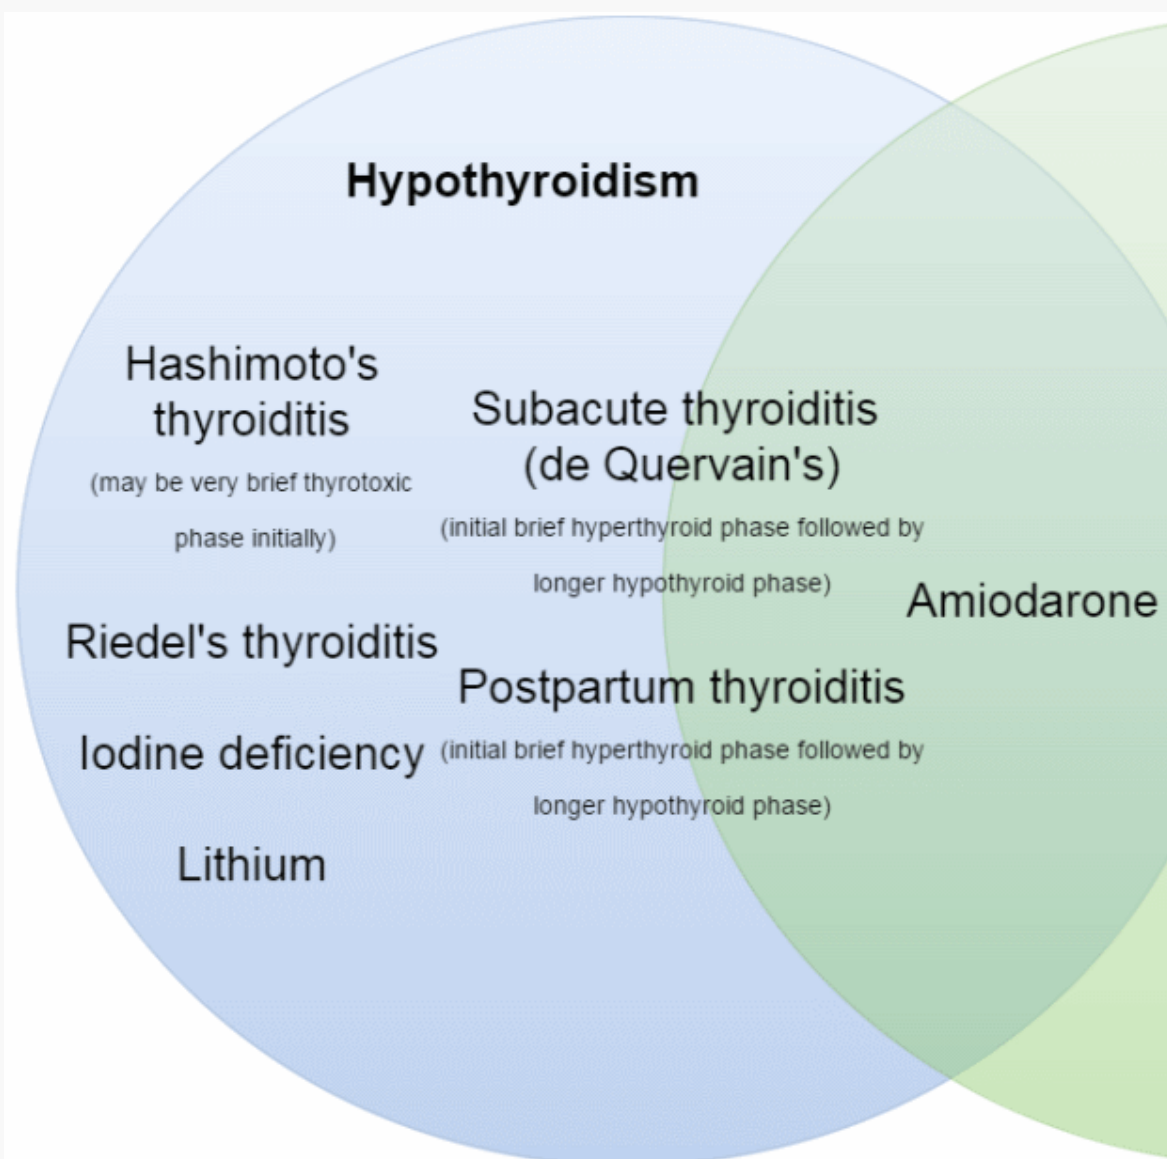 Hypothyroidism
Hashimoto's
thyroiditis
(may be very brief thyrotoxic
phase initially)
Riedel's thyroiditis
Iodine deficiency
Lithium
Subacute thyroiditis
(de Quervain's)
(initial brief hyperthyroid phase followed by
longer hypothyroid phase)
Postpartum thyroiditis
(initial brief hyperthyroid phase followed by
longer hypothyroid phase)
Amiodarone